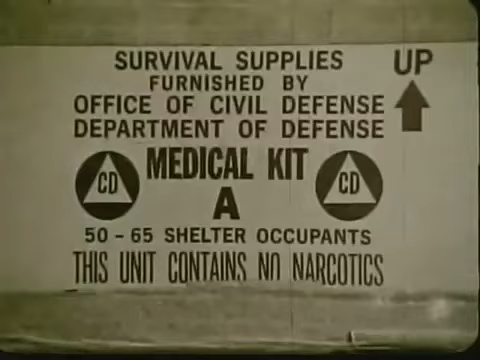 SURVIVAL SUPPLIES
UP
FURNISHED BY
OFFICE OF CIVIL DEFENSE
DEPARTMENT OF DEFENSE
MEDICAL KIT
CD
CD
A
50 - 65 SHELTER OCCUPANTS
THIS UNIT CONTAINS NO NARCOTICS